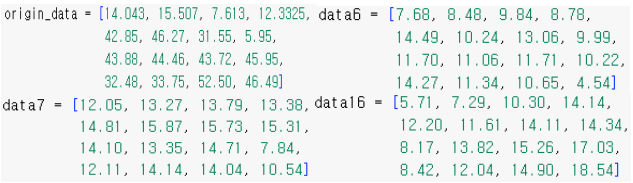 origin_data = [14.043, 15.507, 7.613, 12.3325,
42.85, 46.27, 31.55, 5.95,
43.88, 44.46, 43.72, 45.95,
32.48, 33.75, 52.50, 46.49]
data6 = [7.68, 8.48, 9.84, 8.78,
14.49, 10.24, 13.06, 9.99,
11.70, 11.06, 11.71, 10.22,
14.27, 11.34, 10.65, 4.54]
data7 = [12.05, 13.27, 13.79, 13.38,
14.81, 15.87, 15.73, 15.31,
14.10, 13.35, 14.71, 7.84,
12.11, 14.14, 14.04, 10.54]
data16 = [5.71, 7.29, 10.30, 14.14,
12.20, 11.61, 14.11, 14.34,
8.17, 13.82, 15.26, 17.03,
8.42, 12.04, 14.90, 18.54]